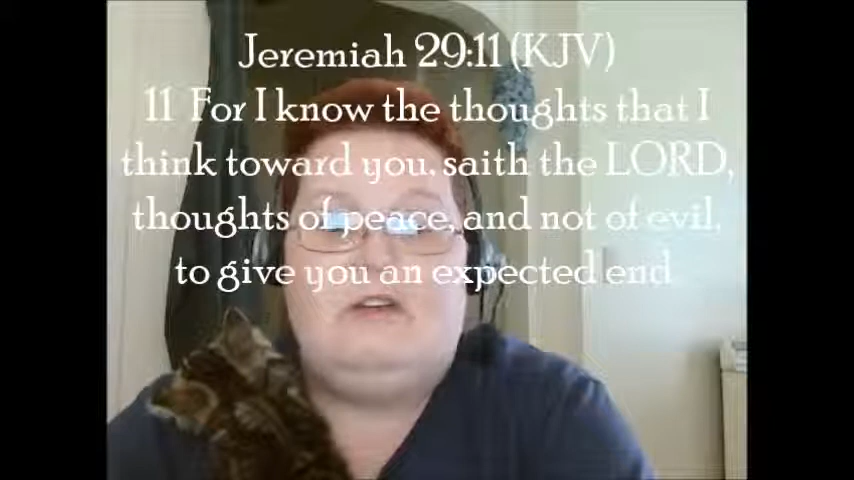 Jeremiah 29:11 (KJV)
11 For I know the thoughts that I
think toward you, saith the LORD,
thoughts of peace, and not of evil,
to give you an expected end